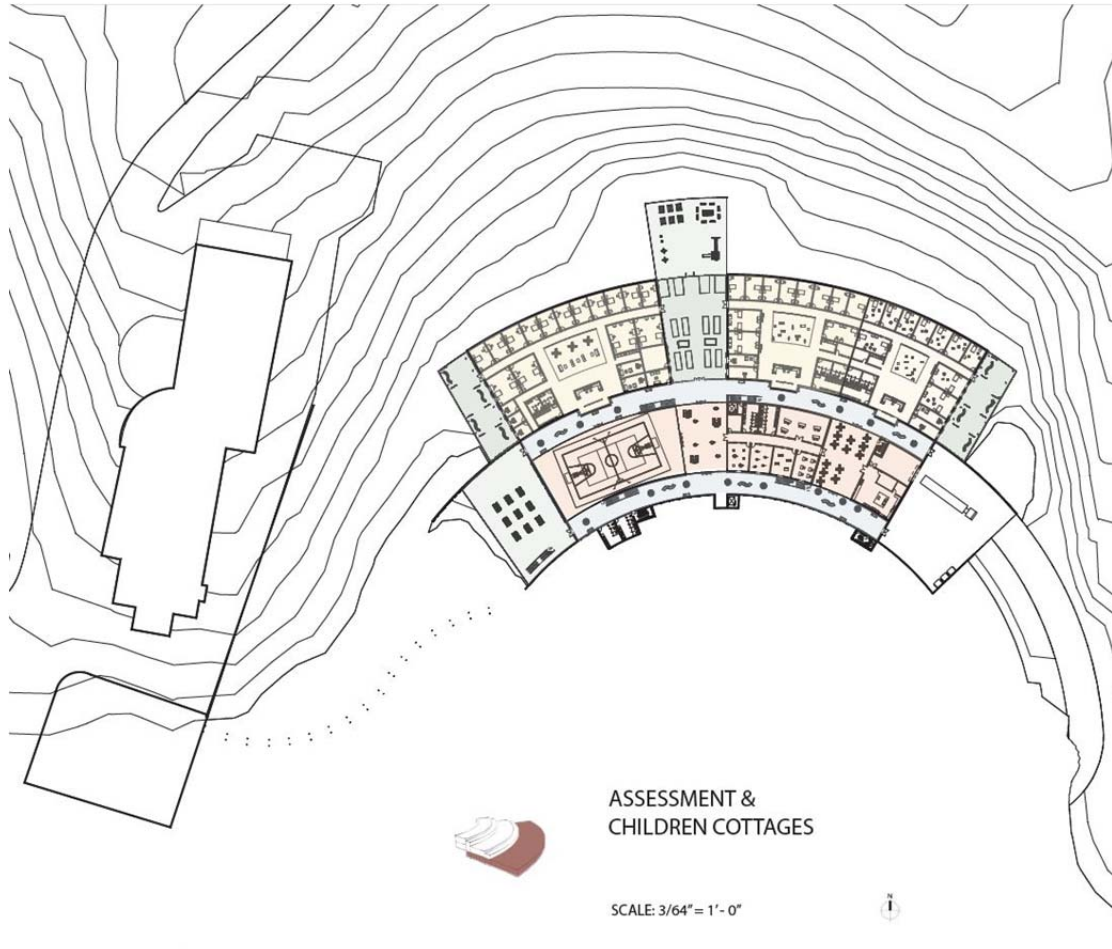 ASSESSMENT &
CHILDREN COTTAGES
SCALE: 3/64" = 1' - 0"
N